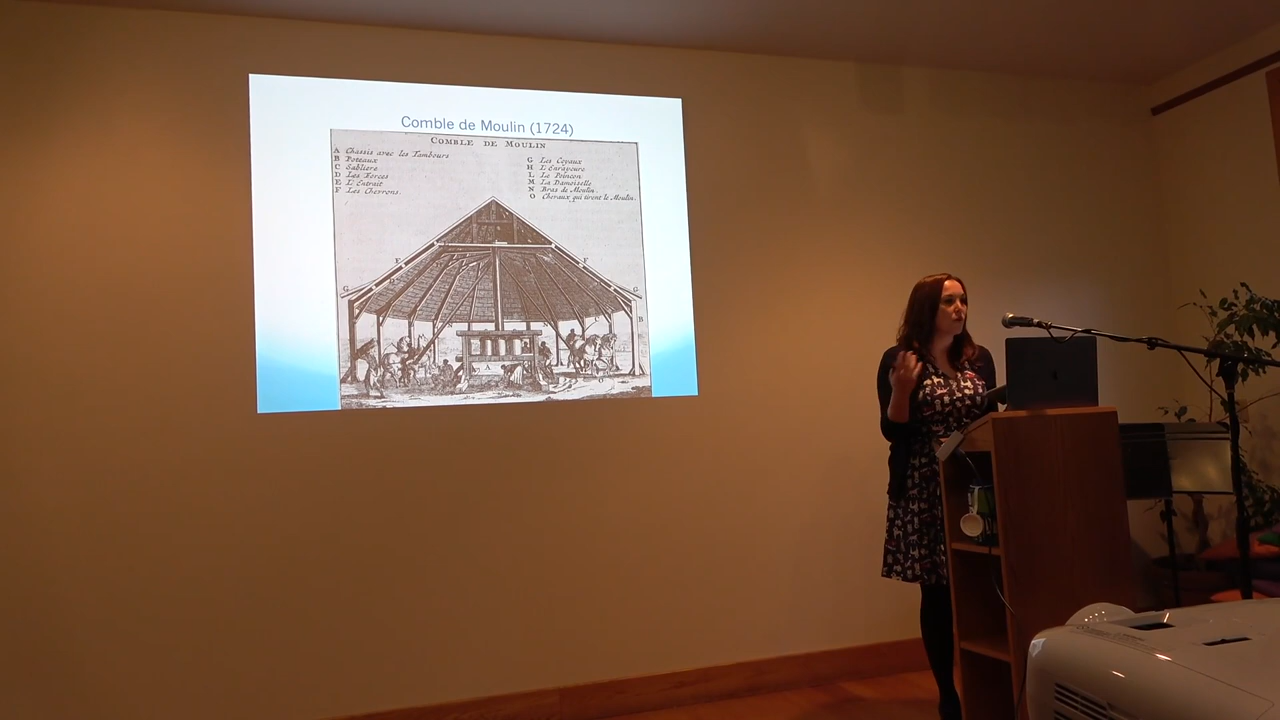 Comble de Moulin (1724)
COMBLE DE MOULIN
A Chassis avec les Tambours
B Poteaux
C Sabliere
D Les Forces
E L'Entrait
F Les Chevrons.
G Les Coyaux
H L'Enrayeure
L Le Poinçon
M La Damoiselle
N Bras de Moulin.
O Chevaux qui tirent le Moulin.
F
F
G
G
B
A